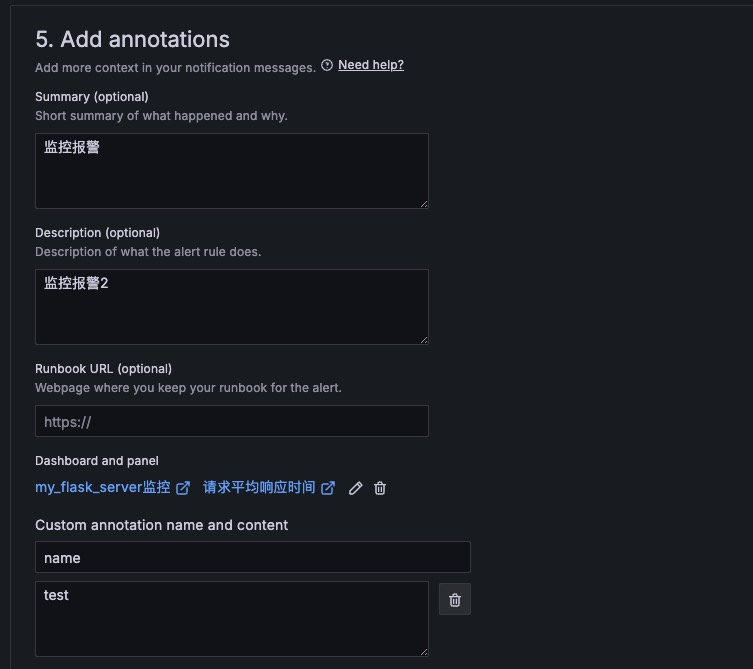 5. Add annotations
Add more context in your notification messages. Need help?
Summary (optional)
Short summary of what happened and why.
监控报警
Description (optional)
Description of what the alert rule does.
监控报警2
Runbook URL (optional)
Webpage where you keep your runbook for the alert.
https://
Dashboard and panel
my_flask_server监控 请求平均响应时间
Custom annotation name and content
name
test